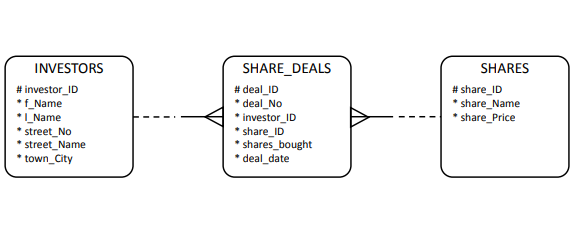 INVESTORS
# investor_ID
* f_Name
* l_Name
* street_No
* street_Name
* town_City
SHARE_DEALS
# deal_ID
* deal_No
* investor_ID
* share_ID
* shares_bought
* deal_date
SHARES
# share_ID
* share_Name
* share_Price